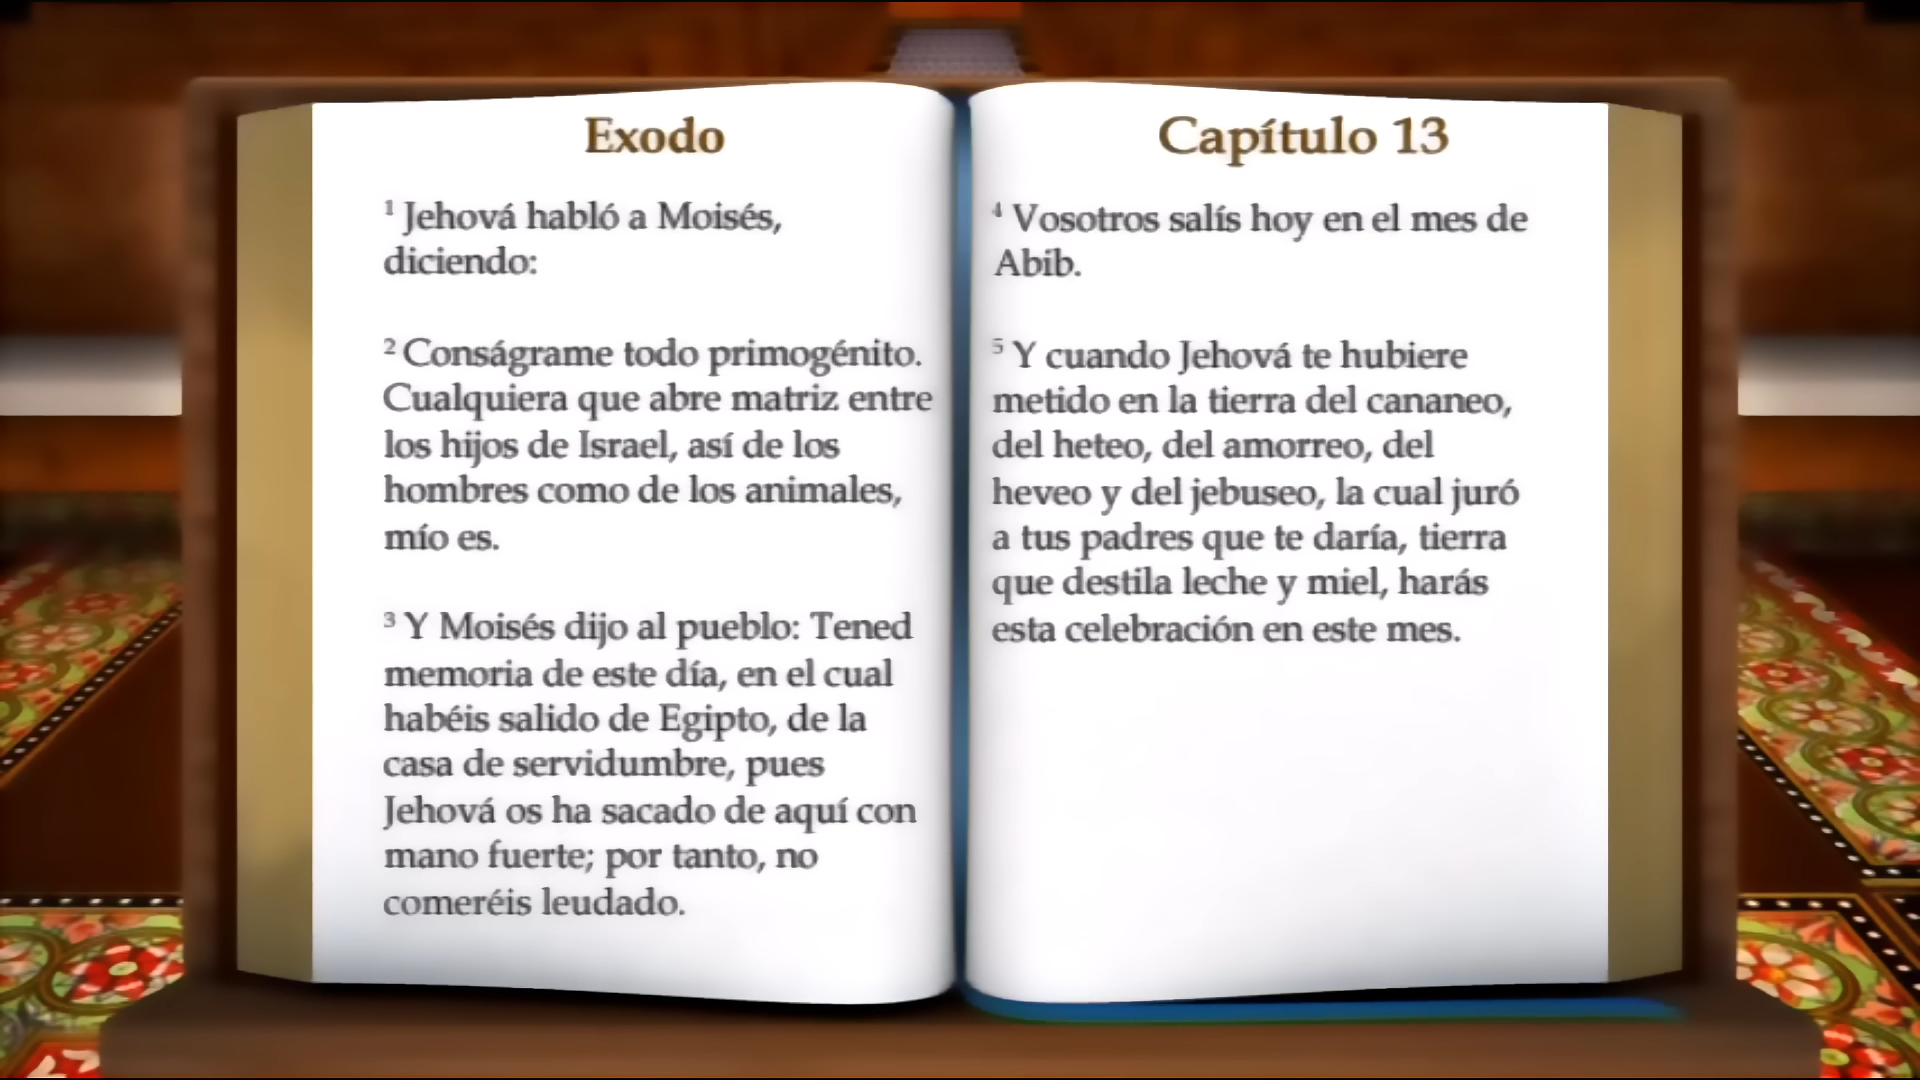 Exodo
1 Jehová habló a Moisés,
diciendo:
2 Conságrame todo primogénito.
Cualquiera que abre matriz entre
los hijos de Israel, así de los
hombres como de los animales,
mío es.
3 Y Moisés dijo al pueblo: Tened
memoria de este día, en el cual
habéis salido de Egipto, de la
casa de servidumbre, pues
Jehová os ha sacado de aquí con
mano fuerte; por tanto, no
comeréis leudado.
Capítulo 13
4 Vosotros salís hoy en el mes de
Abib.
5 Y cuando Jehová te hubiere
metido en la tierra del cananeo,
del heteo, del amorreo, del
heveo y del jebuseo, la cual juró
a tus padres que te daría, tierra
que destila leche y miel, harás
esta celebración en este mes.